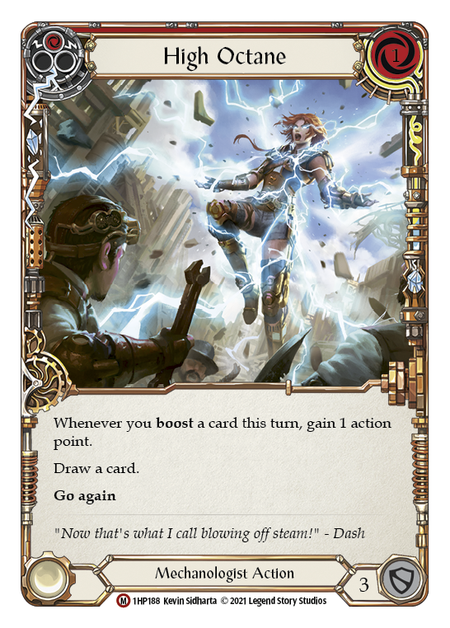 High Octane
1
Whenever you boost a card this turn, gain 1 action
point.
Draw a card.
Go again
"Now that's what I call blowing off steam!" - Dash
Mechanologist Action
3
M 1HP188 Kevin Sidharta © 2021 Legend Story Studios